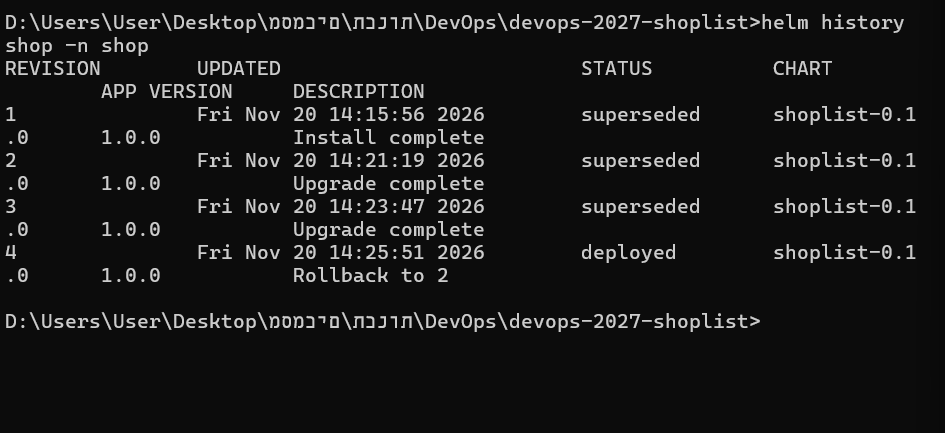 D:\Users\User\Desktop\מסמכים\תכנות\DevOps\devops-2027-shoplist>helm history
shop -n shop
REVISION        UPDATED                         STATUS          CHART
        APP VERSION     DESCRIPTION
1               Fri Nov 20 14:15:56 2026        superseded      shoplist-0.1
.0      1.0.0           Install complete
2               Fri Nov 20 14:21:19 2026        superseded      shoplist-0.1
.0      1.0.0           Upgrade complete
3               Fri Nov 20 14:23:47 2026        superseded      shoplist-0.1
.0      1.0.0           Upgrade complete
4               Fri Nov 20 14:25:51 2026        deployed        shoplist-0.1
.0      1.0.0           Rollback to 2
D:\Users\User\Desktop\מסמכים\תכנות\DevOps\devops-2027-shoplist>